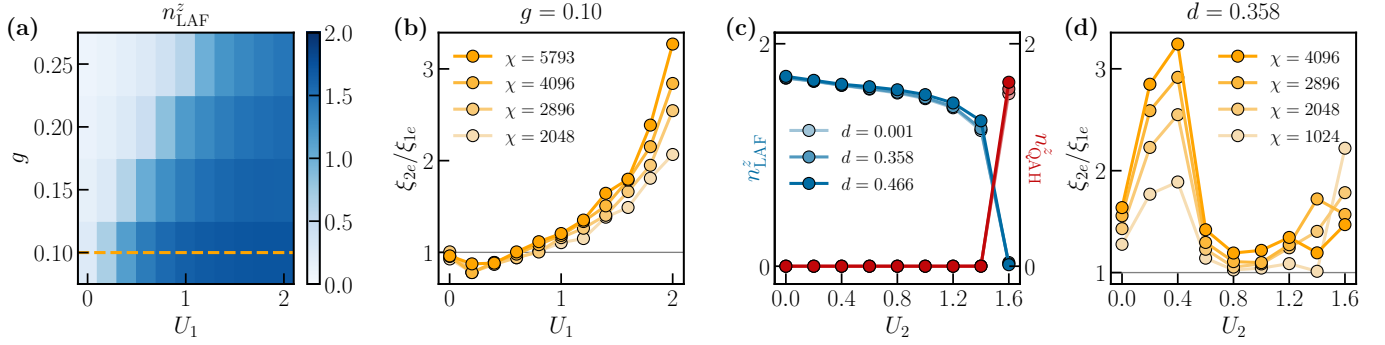 (a)
n^z_LAF
0.25
0.20
0.15
0.10
g
0
1
2
U_1
2.0
1.5
1.0
0.5
0.0
(b)
g = 0.10
3
2
1
ξ_2e/ξ_1e
χ = 5793
χ = 4096
χ = 2896
χ = 2048
0
1
2
U_1
(c)
2
0
n^z_LAF
d = 0.001
d = 0.358
d = 0.466
2
0
n^z_QAH
0.0
0.4
0.8
1.2
1.6
U_2
(d)
d = 0.358
3
2
1
ξ_2e/ξ_1e
χ = 4096
χ = 2896
χ = 2048
χ = 1024
0.0
0.4
0.8
1.2
1.6
U_2